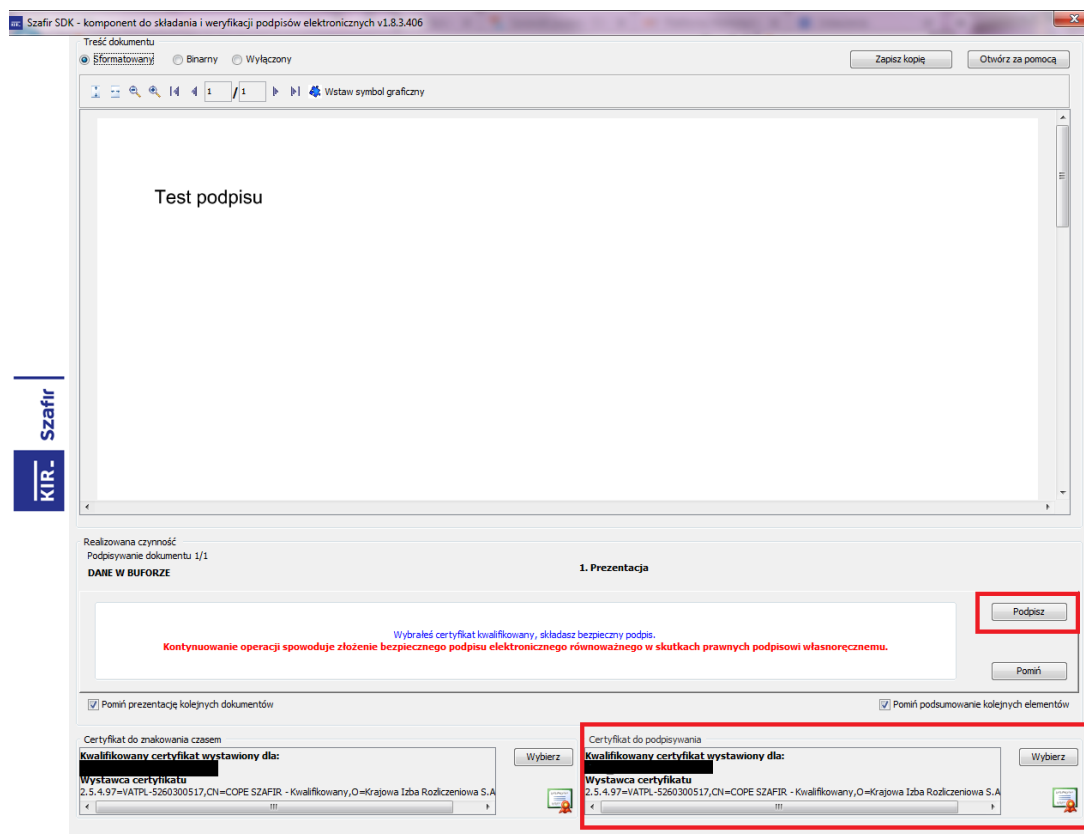 Szafir SDK - komponent do składania i weryfikacji podpisów elektronicznych v1.8.3.406
Treść dokumentu
Sformatowany Binarny Wyłączony Zapisz kopię Otwórz za pomocą
1 / 1 Wstaw symbol graficzny
Test podpisu
Szafir
KIR
Realizowana czynność
Podpisywanie dokumentu 1/1
DANE W BUFORZE
1. Prezentacja
Podpisz
Wybrałeś certyfikat kwalifikowany, składasz bezpieczny podpis.
Kontynuowanie operacji spowoduje złożenie bezpiecznego podpisu elektronicznego równoważnego w skutkach prawnych podpisowi własnoręcznemu.
Pomiń
Pomiń prezentację kolejnych dokumentów Pomiń podsumowanie kolejnych elementów
Certyfikat do znakowania czasem
Kwalifikowany certyfikat wystawiony dla:
Wybierz
Wystawca certyfikatu
2.5.4.97=VATPL-5260300517,CN=COPE SZAFIR - Kwalifikowany,O=Krajowa Izba Rozliczeniowa S.A
Certyfikat do podpisywania
Kwalifikowany certyfikat wystawiony dla:
Wybierz
Wystawca certyfikatu
2.5.4.97=VATPL-5260300517,CN=COPE SZAFIR - Kwalifikowany,O=Krajowa Izba Rozliczeniowa S.A